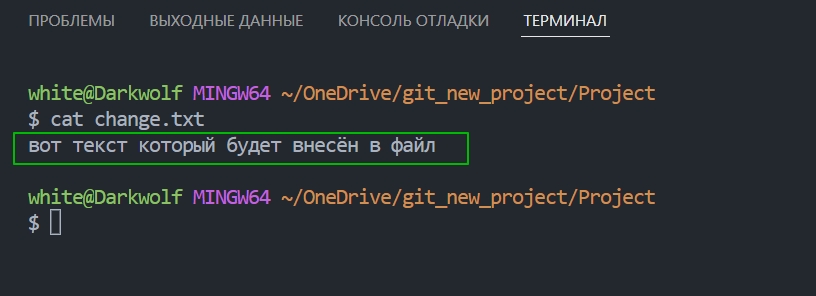 ПРОБЛЕМЫ ВЫХОДНЫЕ ДАННЫЕ КОНСОЛЬ ОТЛАДКИ ТЕРМИНАЛ
white@Darkwolf MINGW64 ~/OneDrive/git_new_project/Project
$ cat change.txt
вот текст который будет внесён в файл
white@Darkwolf MINGW64 ~/OneDrive/git_new_project/Project
$